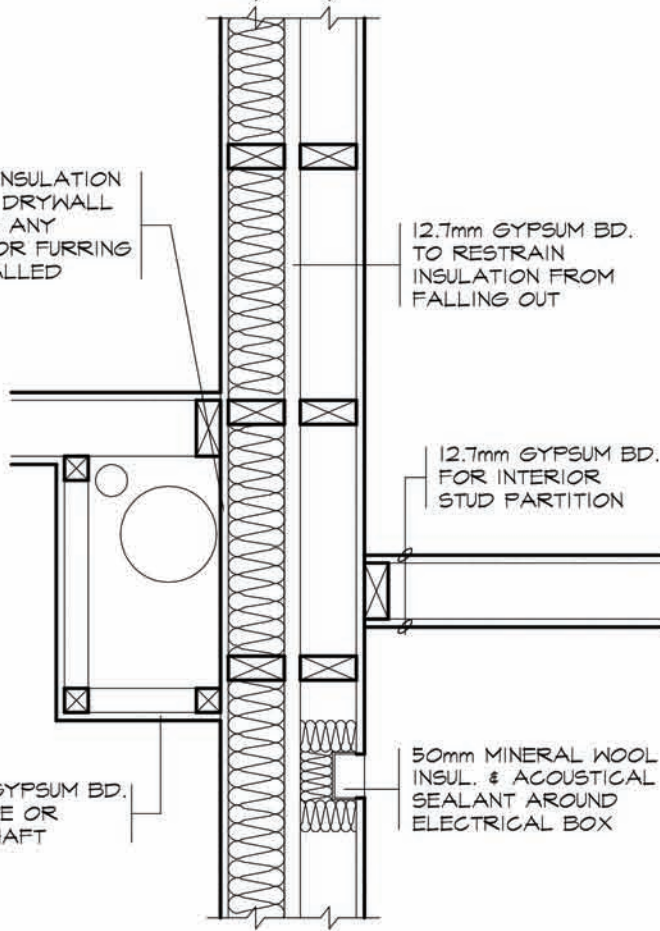 INSULATION
DRYWALL
ANY
OR FURRING
ALLED
12.7mm GYPSUM BD.
TO RESTRAIN
INSULATION FROM
FALLING OUT
12.7mm GYPSUM BD.
FOR INTERIOR
STUD PARTITION
GYPSUM BD.
E OR
AFT
50mm MINERAL WOOL
INSUL. & ACOUSTICAL
SEALANT AROUND
ELECTRICAL BOX